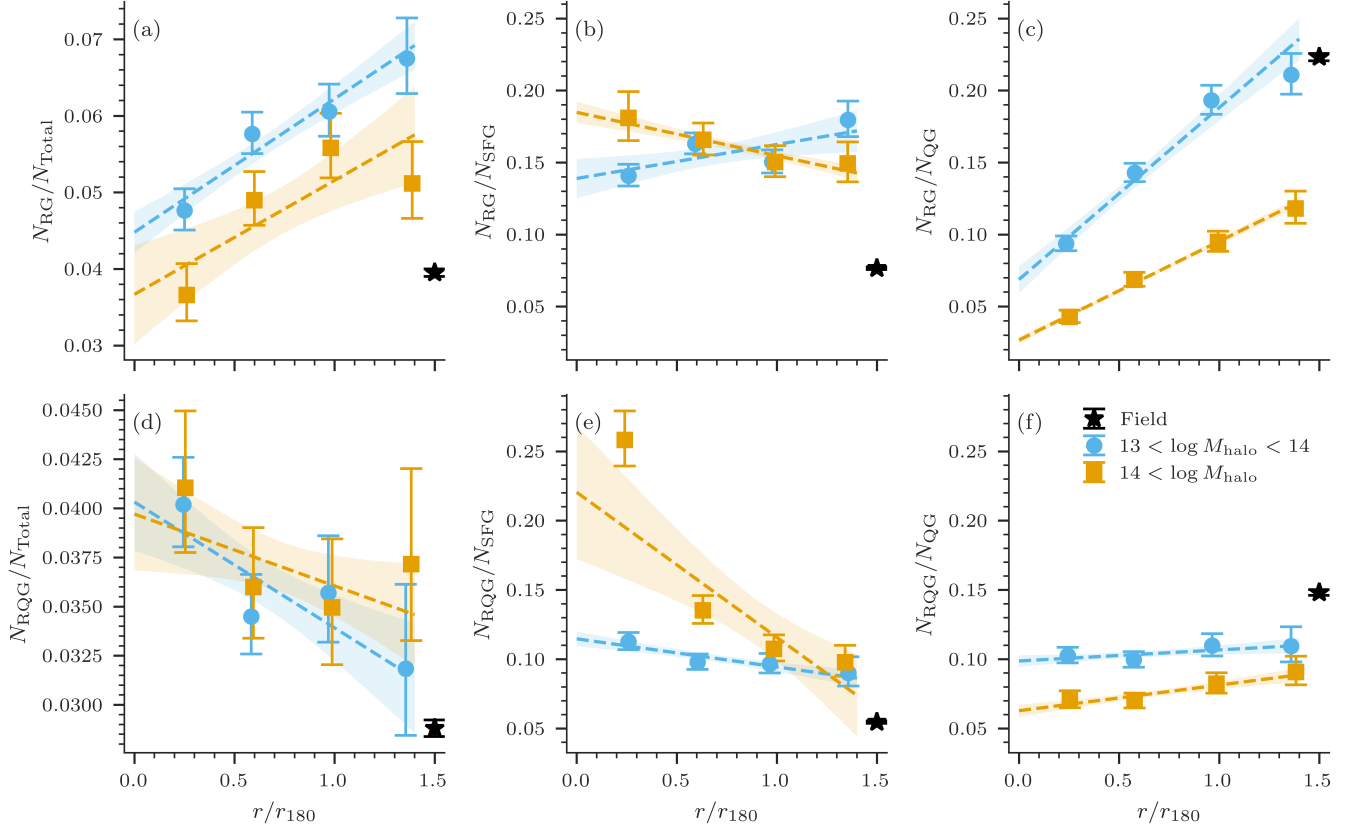 (a)
0.07
0.06
0.05
0.04
0.03
N_RG/N_Total
(b)
0.25
0.20
0.15
0.10
0.05
N_RG/N_SFG
(c)
0.25
0.20
0.15
0.10
0.05
N_RG/N_QG
(d)
0.0450
0.0425
0.0400
0.0375
0.0350
0.0325
0.0300
N_RQG/N_Total
0.0 0.5 1.0 1.5
r/r_180
(e)
0.25
0.20
0.15
0.10
0.05
N_RQG/N_SFG
0.0 0.5 1.0 1.5
r/r_180
(f)
0.25
0.20
0.15
0.10
0.05
N_RQG/N_QG
Field
13 < log M_halo < 14
14 < log M_halo
0.0 0.5 1.0 1.5
r/r_180